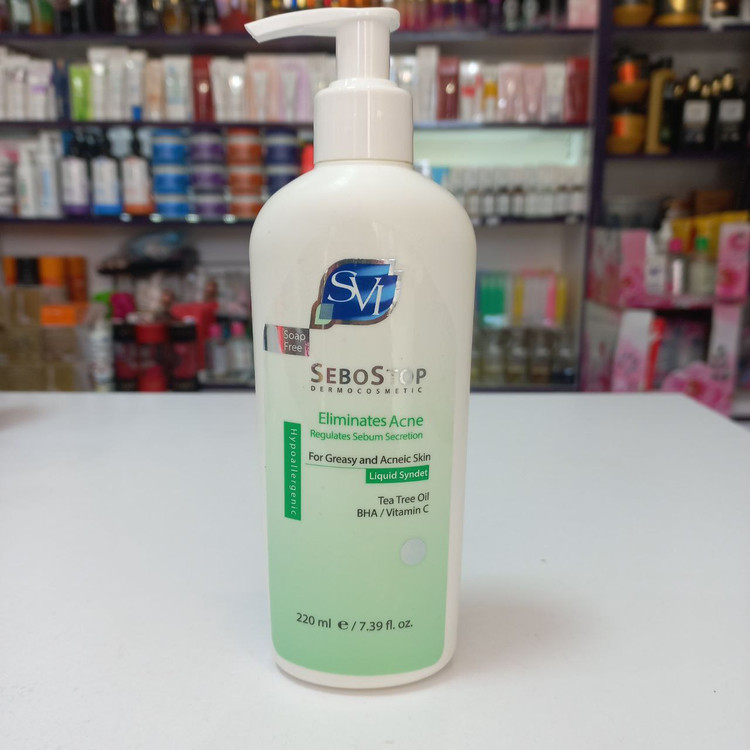 SVI
Soap
Free
SEBOSTOP
DERMOCOSMETIC
Eliminates Acne
Regulates Sebum Secretion
Hypoallergenic
For Greasy and Acneic Skin
Liquid Syndet
Tea Tree Oil
BHA / Vitamin C
220 ml e / 7.39 fl. oz.